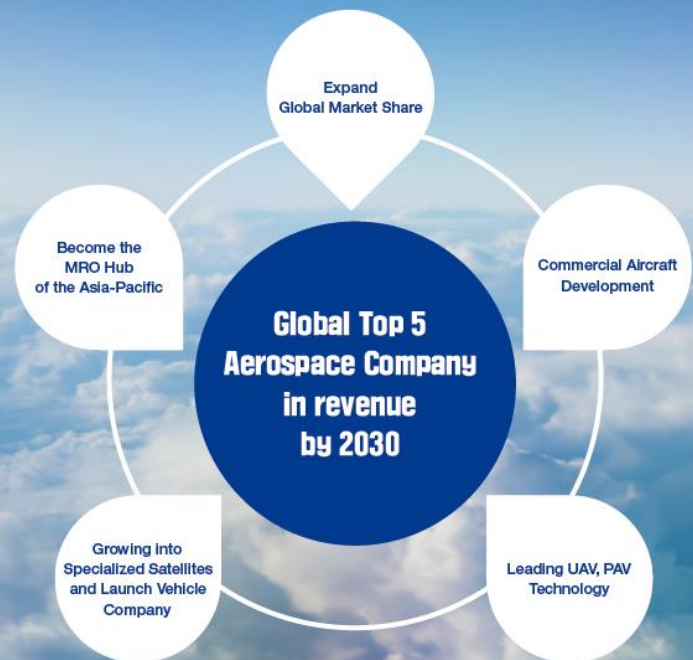 Expand
Global Market Share
Become the
MRO Hub
of the Asia-Pacific
Commercial Aircraft
Development
Global Top 5
Aerospace Company
in revenue
by 2030
Growing into
Specialized Satellites
and Launch Vehicle
Company
Leading UAV, PAV
Technology